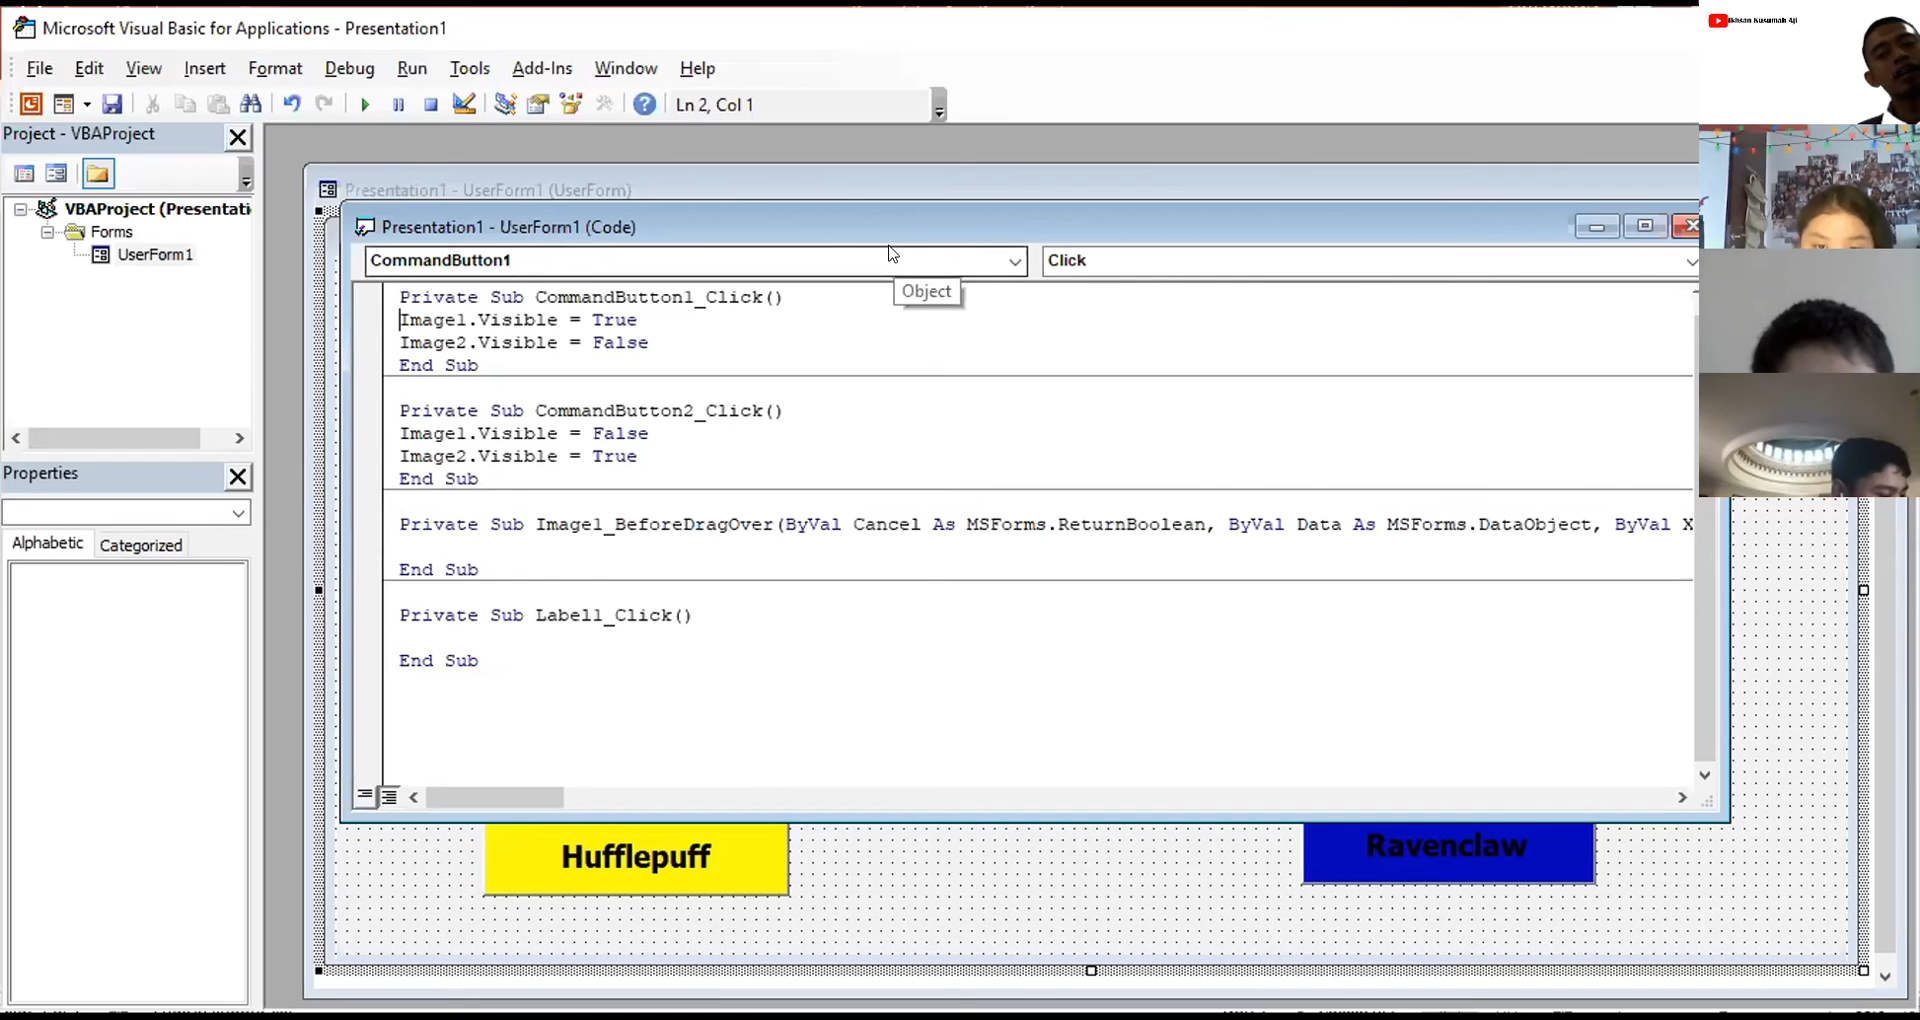 Microsoft Visual Basic for Applications - Presentation1
File Edit View Insert Format Debug Run Tools Add-Ins Window Help
Ln 2, Col 1
Project - VBAProject
VBAProject (Presentati
Forms
UserForm1
Properties
Alphabetic Categorized
Presentation1 - UserForm1 (UserForm)
Presentation1 - UserForm1 (Code)
CommandButton1 Click
Object
Private Sub CommandButton1_Click()
Image1.Visible = True
Image2.Visible = False
End Sub
Private Sub CommandButton2_Click()
Image1.Visible = False
Image2.Visible = True
End Sub
Private Sub Image1_BeforeDragOver(ByVal Cancel As MSForms.ReturnBoolean, ByVal Data As MSForms.DataObject, ByVal X
End Sub
Private Sub Label1_Click()
End Sub
Hufflepuff
Ravenclaw
Ikhsan Kusumah Aji